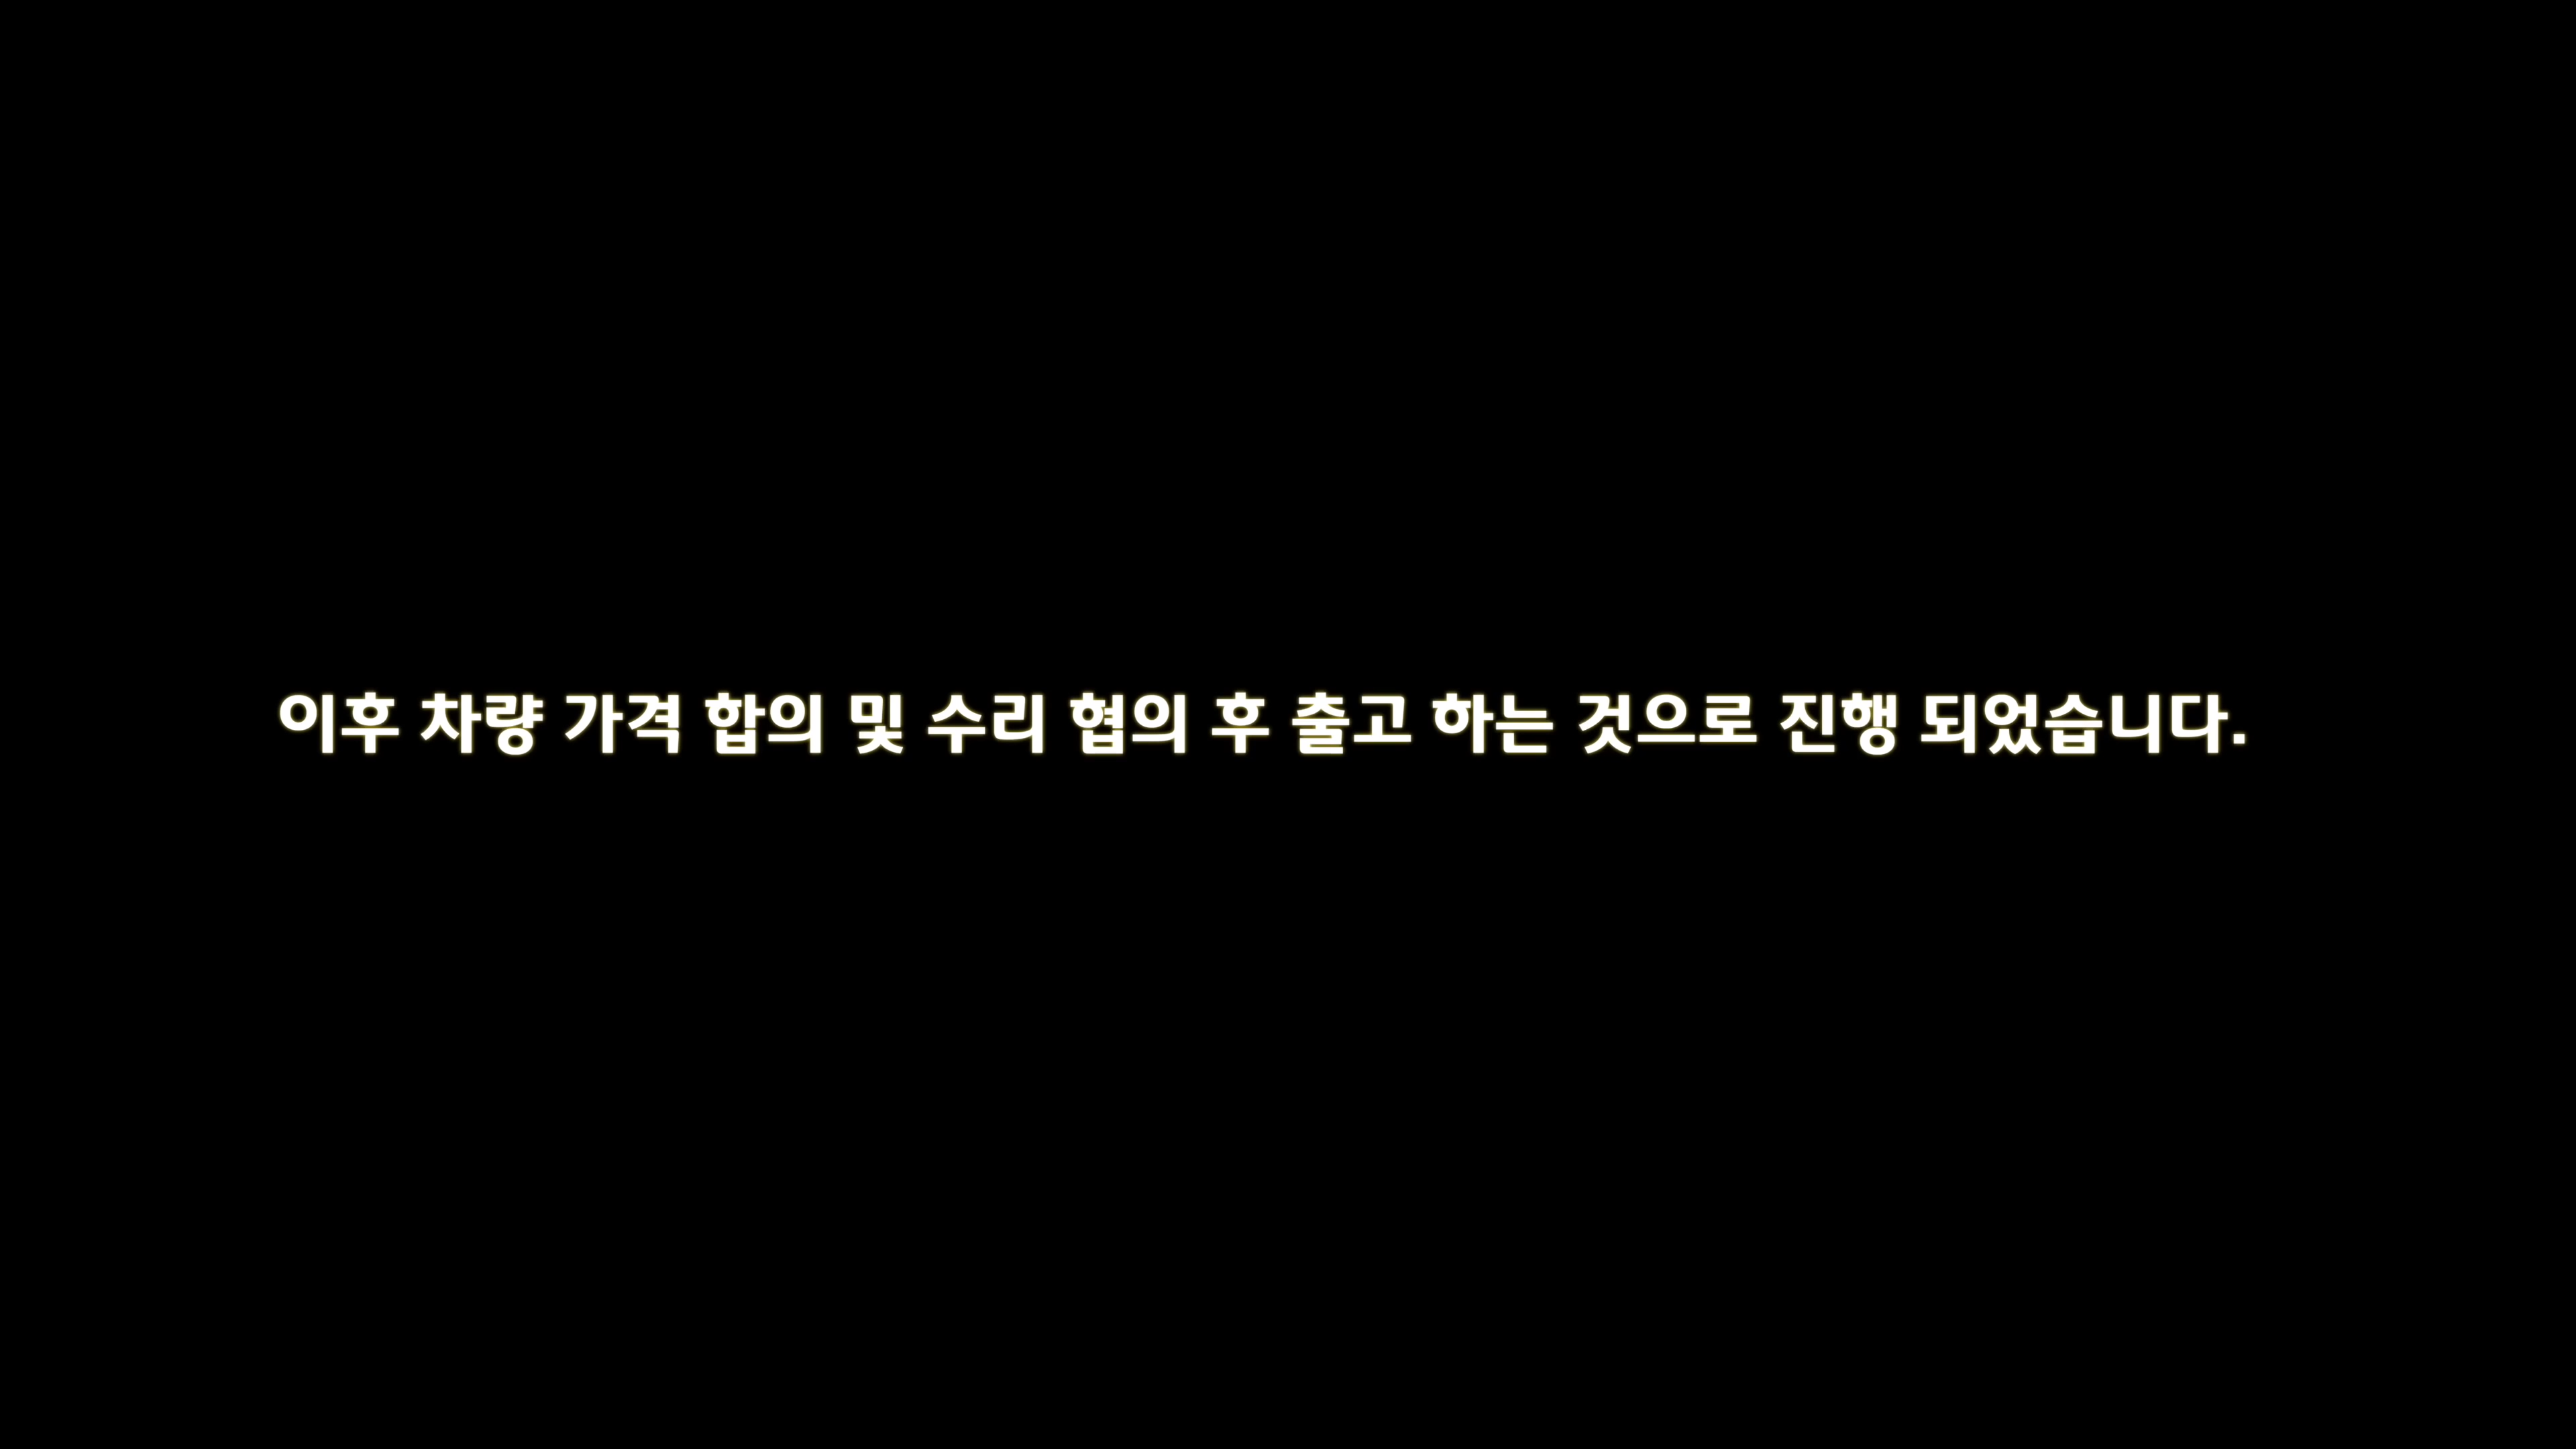 이후 차량 가격 합의 및 수리 협의 후 출고 하는 것으로 진행 되었습니다.